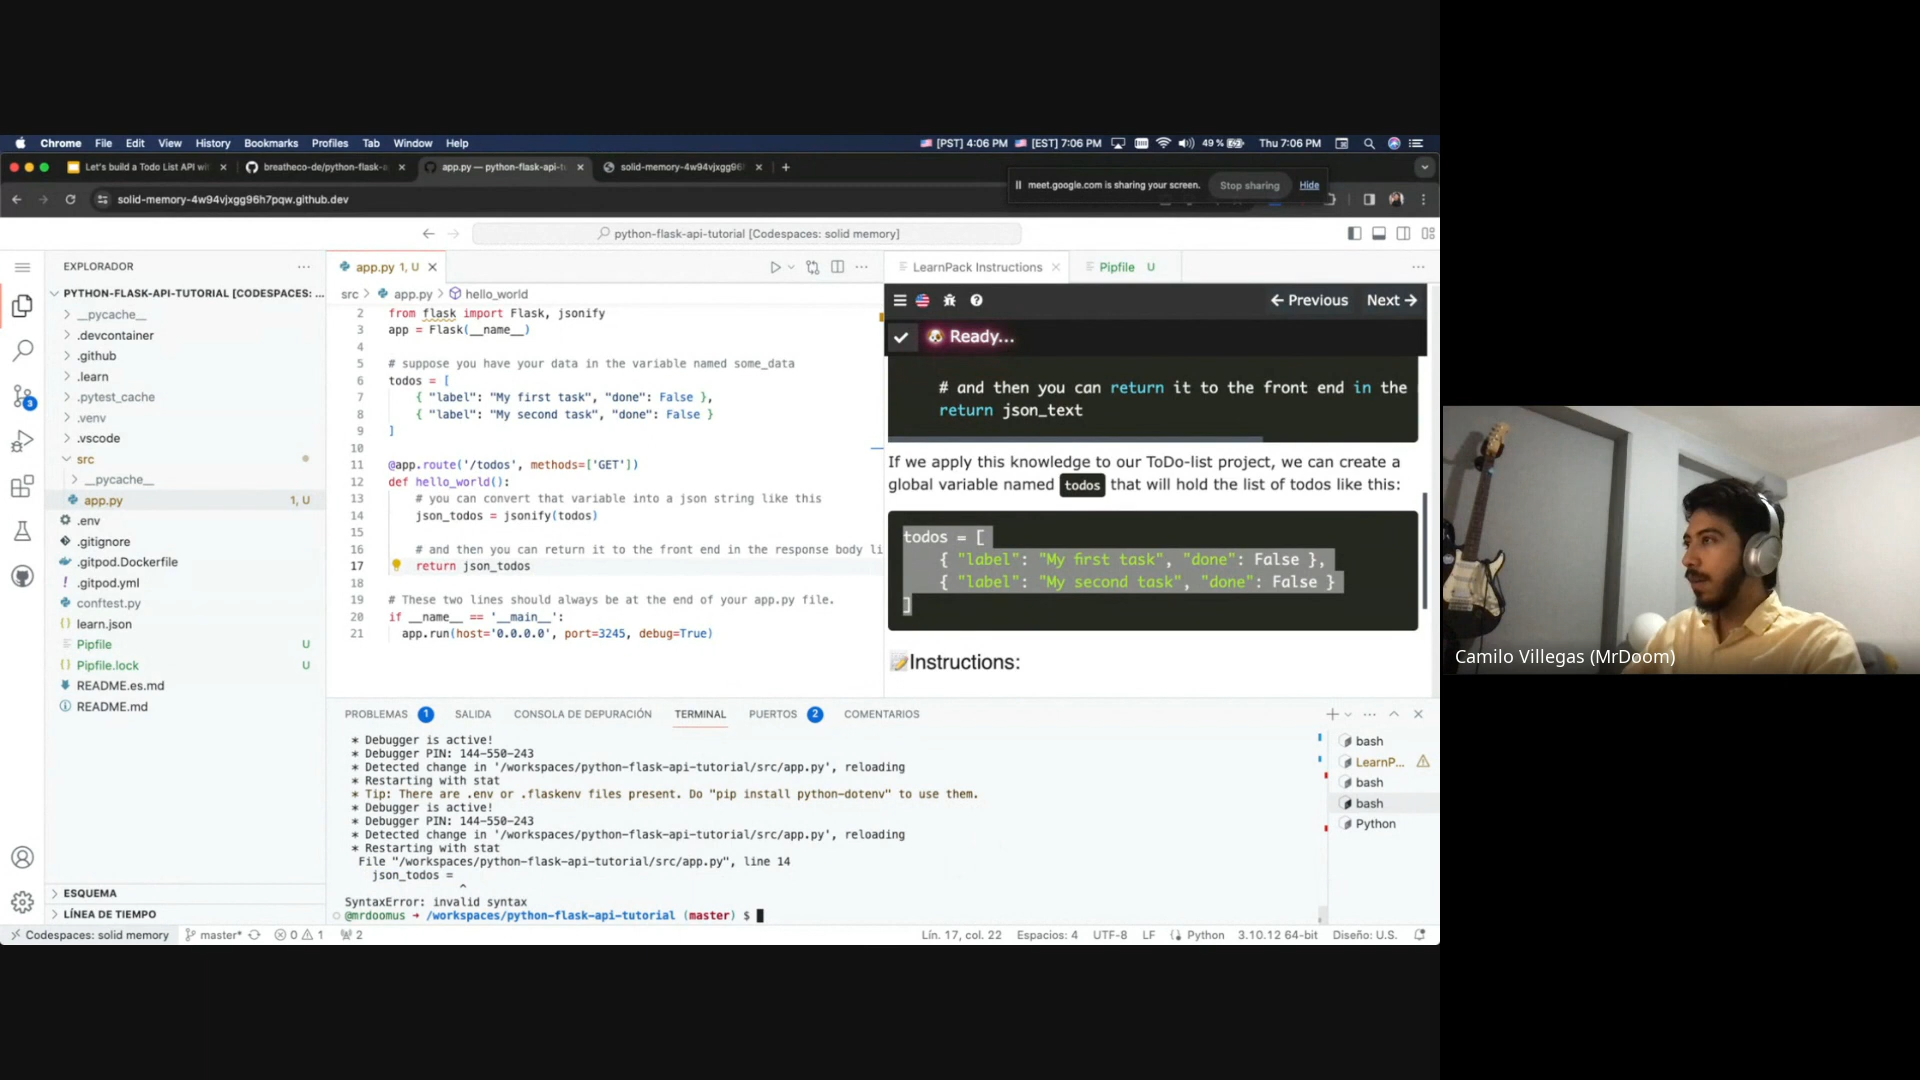 Chrome File Edit View History Bookmarks Profiles Tab Window Help
[PST] 4:06 PM [EST] 7:06 PM 49% Thu 7:06 PM
Let's build a Todo List API wi
breatheco-de/python-flask-a
app.py — python-flask-api-tu
solid-memory-4w94vjxgg96h
meet.google.com is sharing your screen. Stop sharing Hide
solid-memory-4w94vjxgg96h7pqw.github.dev
python-flask-api-tutorial [Codespaces: solid memory]
EXPLORADOR
PYTHON-FLASK-API-TUTORIAL [CODESPACES: ...
__pycache__
.devcontainer
.github
.learn
.pytest_cache
.venv
.vscode
src
__pycache__
app.py 1, U
.env
.gitignore
.gitpod.Dockerfile
.gitpod.yml
conftest.py
learn.json
Pipfile U
Pipfile.lock U
README.es.md
README.md
ESQUEMA
LÍNEA DE TIEMPO
3
app.py 1, U
src > app.py > hello_world
2 from flask import Flask, jsonify
3 app = Flask(__name__)
4
5 # suppose you have your data in the variable named some_data
6 todos = [
7 { "label": "My first task", "done": False },
8 { "label": "My second task", "done": False }
9 ]
10
11 @app.route('/todos', methods=['GET'])
12 def hello_world():
13 # you can convert that variable into a json string like this
14 json_todos = jsonify(todos)
15
16 # and then you can return it to the front end in the response body li
17 return json_todos
18
19 # These two lines should always be at the end of your app.py file.
20 if __name__ == '__main__':
21 app.run(host='0.0.0.0', port=3245, debug=True)
LearnPack Instructions
Pipfile U
← Previous Next →
Ready...
# and then you can return it to the front end in the
return json_text
If we apply this knowledge to our ToDo-list project, we can create a
global variable named todos that will hold the list of todos like this:
todos = [
{ "label": "My first task", "done": False },
{ "label": "My second task", "done": False }
]
📝Instructions:
PROBLEMAS 1 SALIDA CONSOLA DE DEPURACIÓN TERMINAL PUERTOS 2 COMENTARIOS
* Debugger is active!
* Debugger PIN: 144-550-243
* Detected change in '/workspaces/python-flask-api-tutorial/src/app.py', reloading
* Restarting with stat
* Tip: There are .env or .flaskenv files present. Do "pip install python-dotenv" to use them.
* Debugger is active!
* Debugger PIN: 144-550-243
* Detected change in '/workspaces/python-flask-api-tutorial/src/app.py', reloading
* Restarting with stat
File "/workspaces/python-flask-api-tutorial/src/app.py", line 14
json_todos =
^
SyntaxError: invalid syntax
@mrdoomus → /workspaces/python-flask-api-tutorial (master) $
bash
LearnP...
bash
bash
Python
Codespaces: solid memory master* 0 1 2
Lín. 17, col. 22 Espacios: 4 UTF-8 LF Python 3.10.12 64-bit Diseño: U.S.
Camilo Villegas (MrDoom)